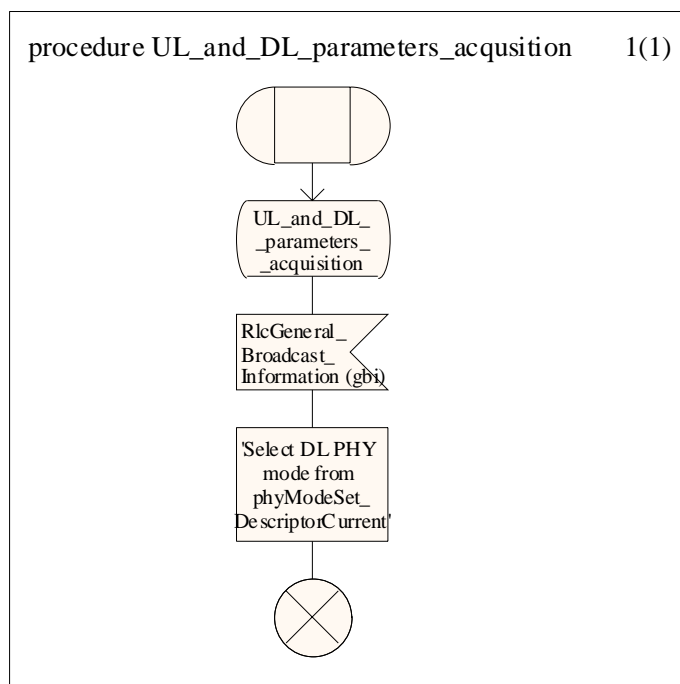 procedure UL_and_DL_parameters_acqusition 1(1)
UL_and_DL_
_parameters_
_acquisition
RlcGeneral_
Broadcast_
Information (gbi)
'Select DL PHY
mode from
phyModeSet_
DescriptorCurrent'